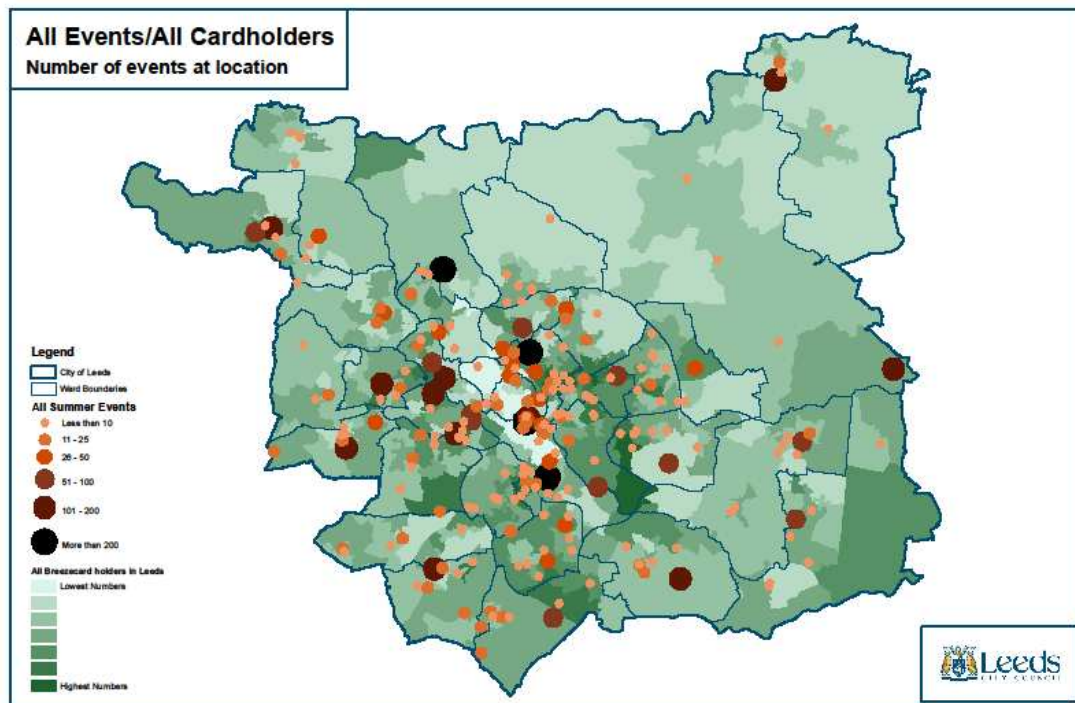 All Events/All Cardholders
Number of events at location
Legend
City of Leeds
Ward Boundaries
All Summer Events
Less than 10
11 - 25
26 - 50
51 - 100
101 - 200
More than 200
All Breezecard holders in Leeds
Lowest Numbers
Highest Numbers
Leeds
CITY COUNCIL